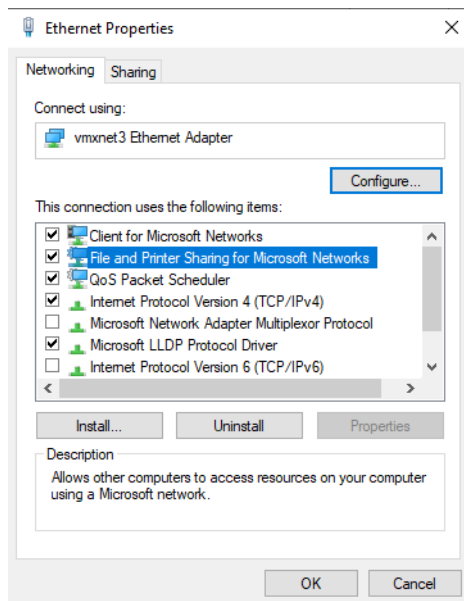 Ethernet Properties
Networking
Sharing
Connect using:
vmxnet3 Ethernet Adapter
Configure...
This connection uses the following items:
Client for Microsoft Networks
File and Printer Sharing for Microsoft Networks
QoS Packet Scheduler
Internet Protocol Version 4 (TCP/IPv4)
Microsoft Network Adapter Multiplexor Protocol
Microsoft LLDP Protocol Driver
Internet Protocol Version 6 (TCP/IPv6)
Install...
Uninstall
Properties
Description
Allows other computers to access resources on your computer
using a Microsoft network.
OK
Cancel